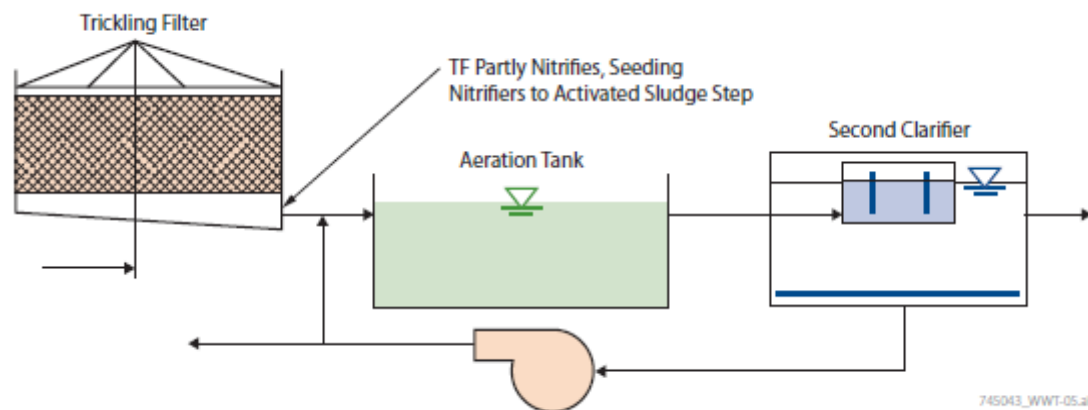 Trickling Filter
TF Partly Nitrifies, Seeding
Nitrifiers to Activated Sludge Step
Second Clarifier
Aeration Tank
745043_WWT-05.ai